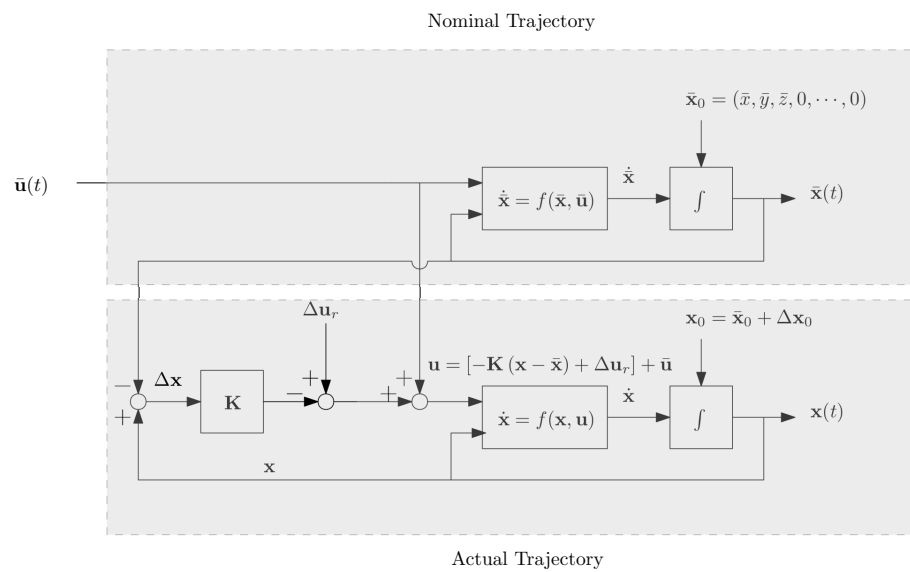 Nominal Trajectory
x̄₀ = (x̄, ȳ, z̄, 0, ⋯, 0)
ū(t)
x̄̇ = f(x̄, ū)
x̄̇
∫
x̄(t)
Δuᵣ
x₀ = x̄₀ + Δx₀
u = [−K (x − x̄) + Δuᵣ] + ū
− Δx
+
K
− +
+ +
ẋ = f(x, u)
ẋ
∫
x(t)
x
Actual Trajectory